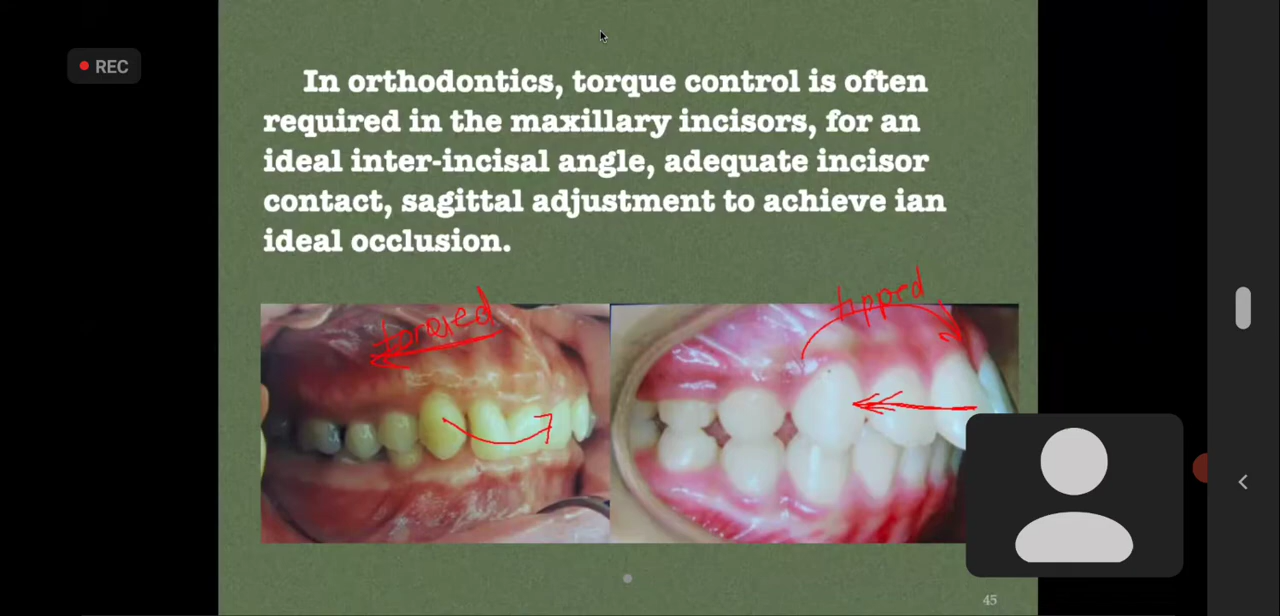 REC
In orthodontics, torque control is often
required in the maxillary incisors, for an
ideal inter-incisal angle, adequate incisor
contact, sagittal adjustment to achieve ian
ideal occlusion.
tipped
45